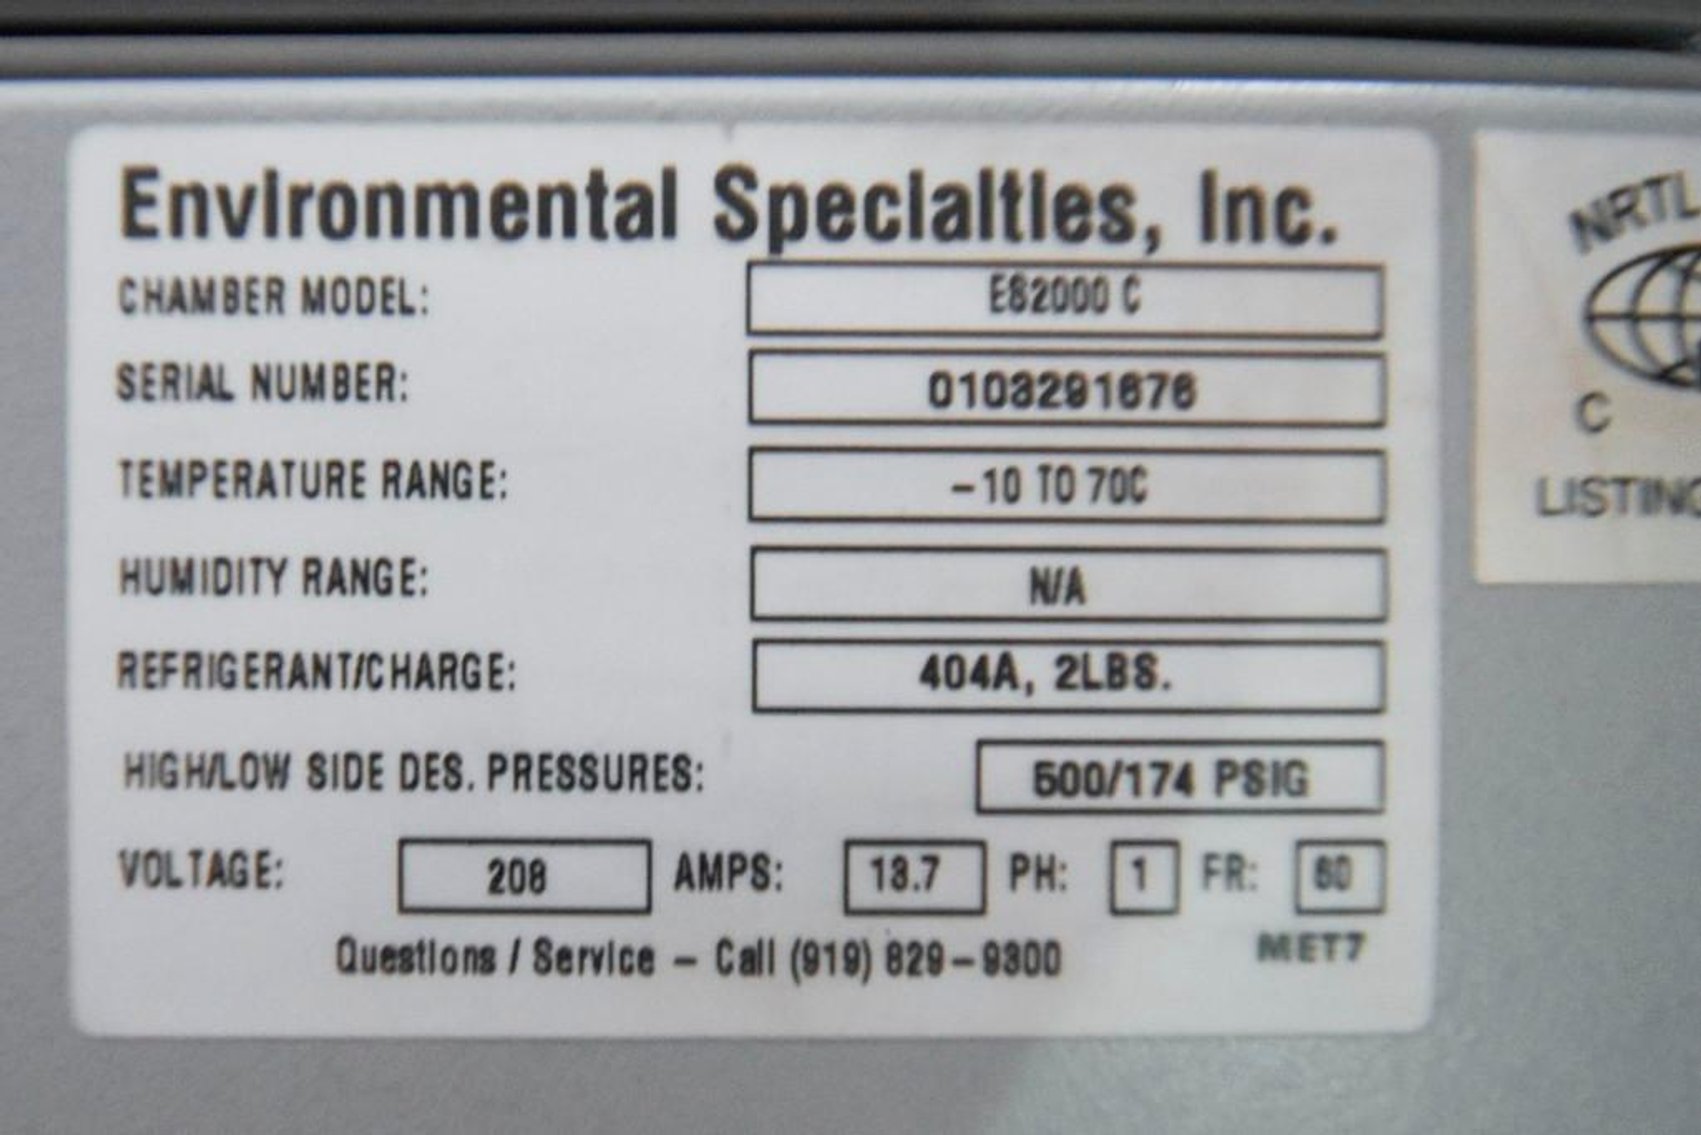 Environmental Specialties, Inc.
CHAMBER MODEL: ES2000 C
SERIAL NUMBER: 0103291676
TEMPERATURE RANGE: -10 TO 70C
HUMIDITY RANGE: N/A
REFRIGERANT/CHARGE: 404A, 2LBS.
HIGH/LOW SIDE DES. PRESSURES: 500/174 PSIG
VOLTAGE: 208 AMPS: 13.7 PH: 1 FR: 60
Questions / Service - Call (919) 829-9300 MET7
NRTL
C
LISTING